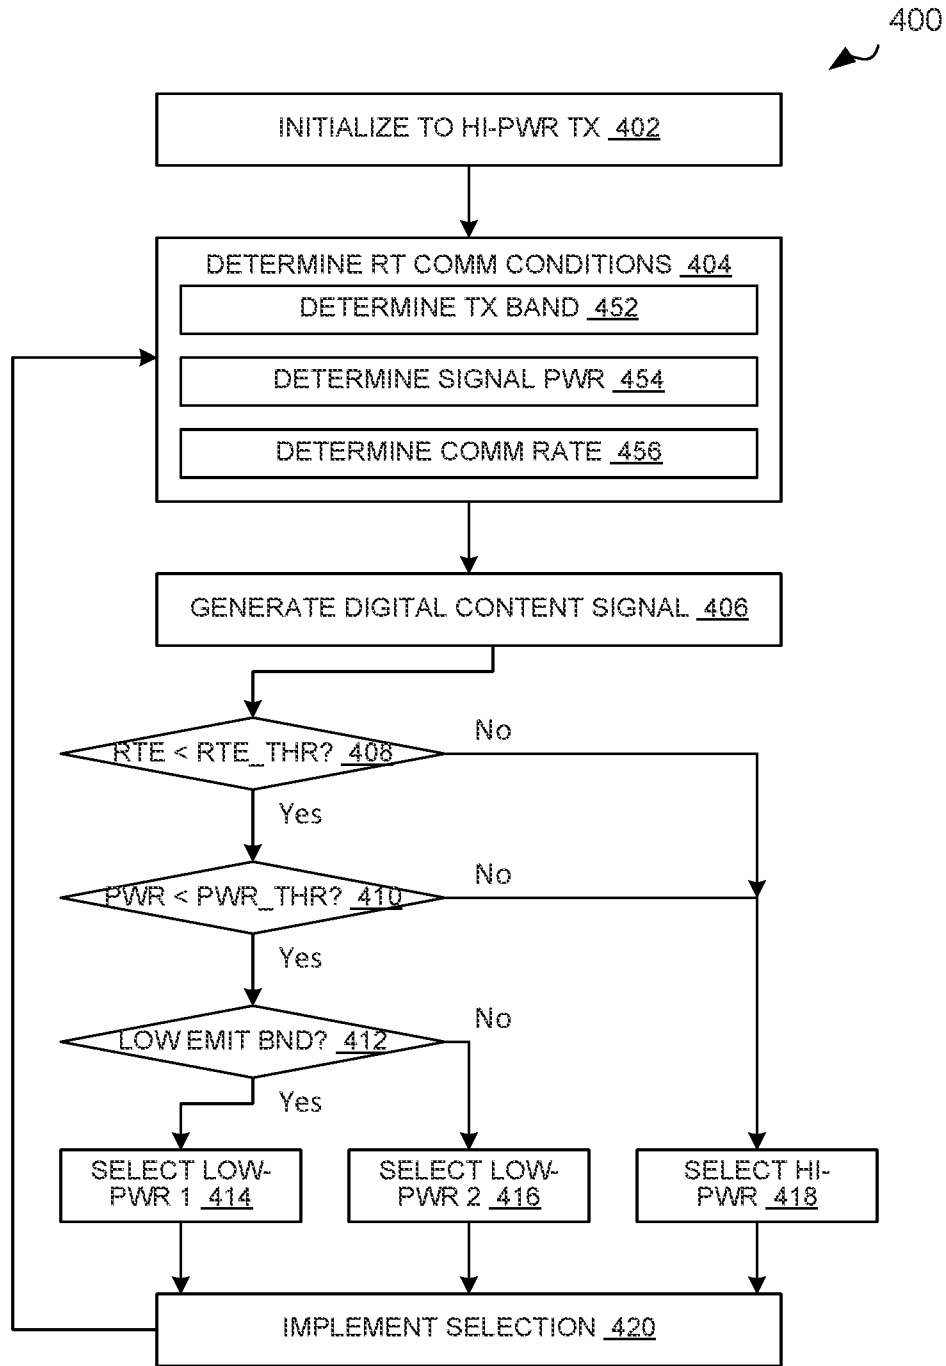 400
INITIALIZE TO HI-PWR TX 402
DETERMINE RT COMM CONDITIONS 404
DETERMINE TX BAND 452
DETERMINE SIGNAL PWR 454
DETERMINE COMM RATE 456
GENERATE DIGITAL CONTENT SIGNAL 406
RTE < RTE_THR? 408
No
Yes
PWR < PWR_THR? 410
No
Yes
LOW EMIT BND? 412
No
Yes
SELECT LOW-
PWR 1 414
SELECT LOW-
PWR 2 416
SELECT HI-
PWR 418
IMPLEMENT SELECTION 420